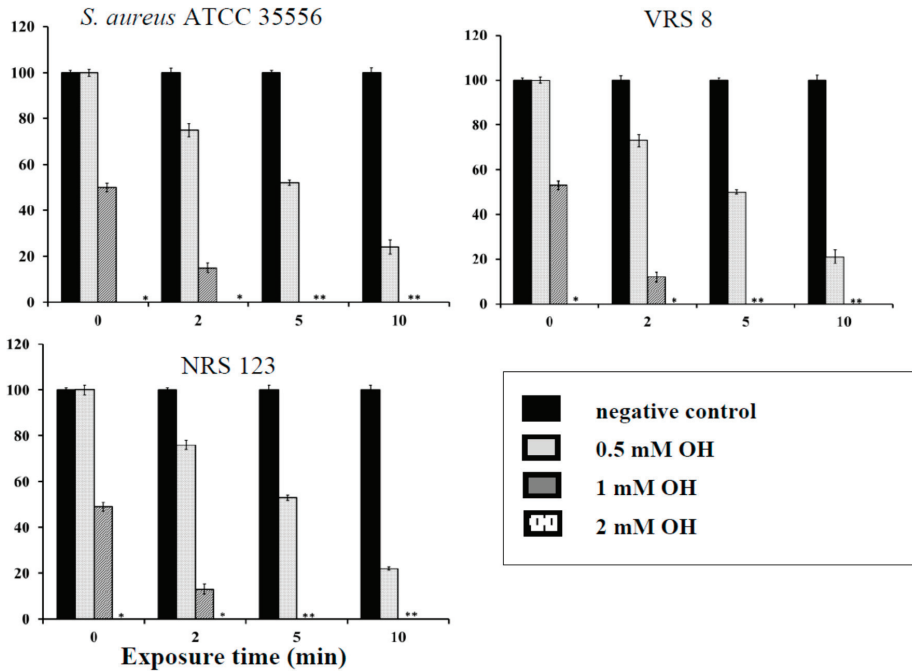 S. aureus ATCC 35556
120
100
80
60
40
20
0
* * ** **
0 2 5 10
VRS 8
120
100
80
60
40
20
0
* * ** **
0 2 5 10
NRS 123
120
100
80
60
40
20
0
* * ** **
0 2 5 10
Exposure time (min)
negative control
0.5 mM OH
1 mM OH
2 mM OH